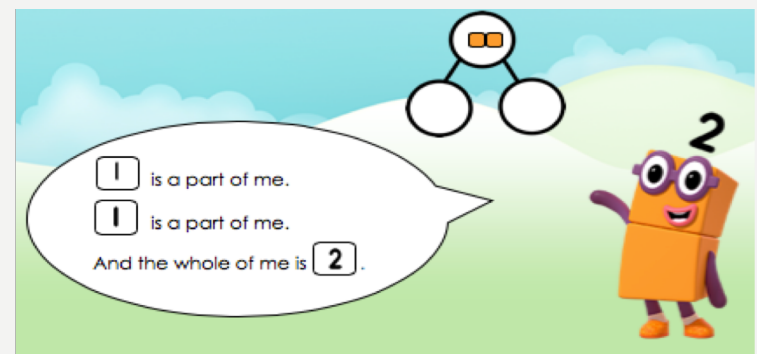 2
1 is a part of me.
1 is a part of me.
And the whole of me is 2.